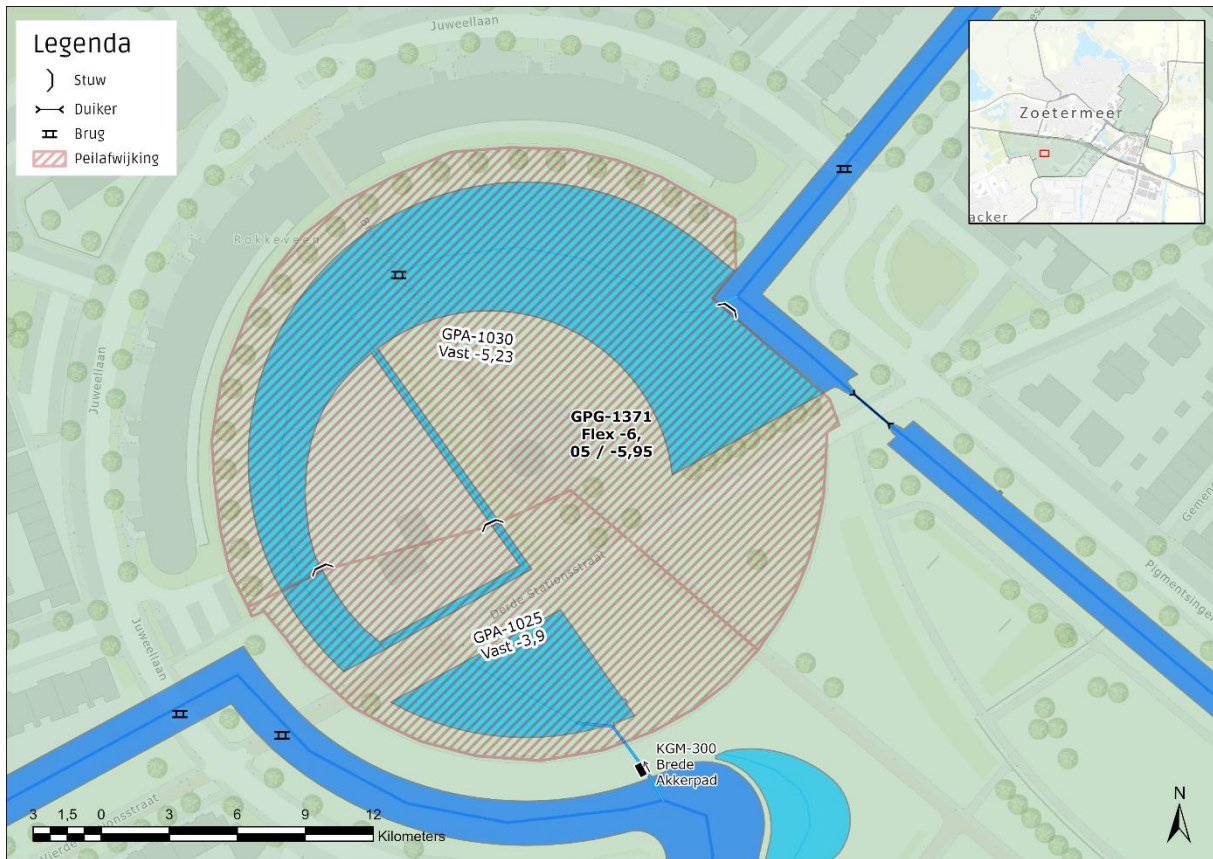 Legenda
Stuw
Duiker
Brug
Peilafwijking
Juweellaan
Zoetermeer
acker
Rokkeveen
GPA-1030
Vast -5,23
GPG-1371
Flex -6,
05 / -5,95
Juweellaan
Derde Stationsstraat
GPA-1025
Vast -3,9
Pigmentsingel
Juweellaan
KGM-300
Brede
Akkerpad
Vierde Stationsstraat
3 1,5 0 3 6 9 12
Kilometers
N